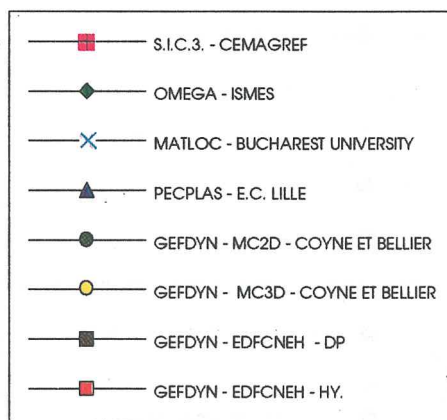 S.I.C.3. - CEMAGREF
OMEGA - ISMES
MATLOC - BUCHAREST UNIVERSITY
PECPLAS - E.C. LILLE
GEFDYN - MC2D - COYNE ET BELLIER
GEFDYN - MC3D - COYNE ET BELLIER
GEFDYN - EDFCNEH - DP
GEFDYN - EDFCNEH - HY.